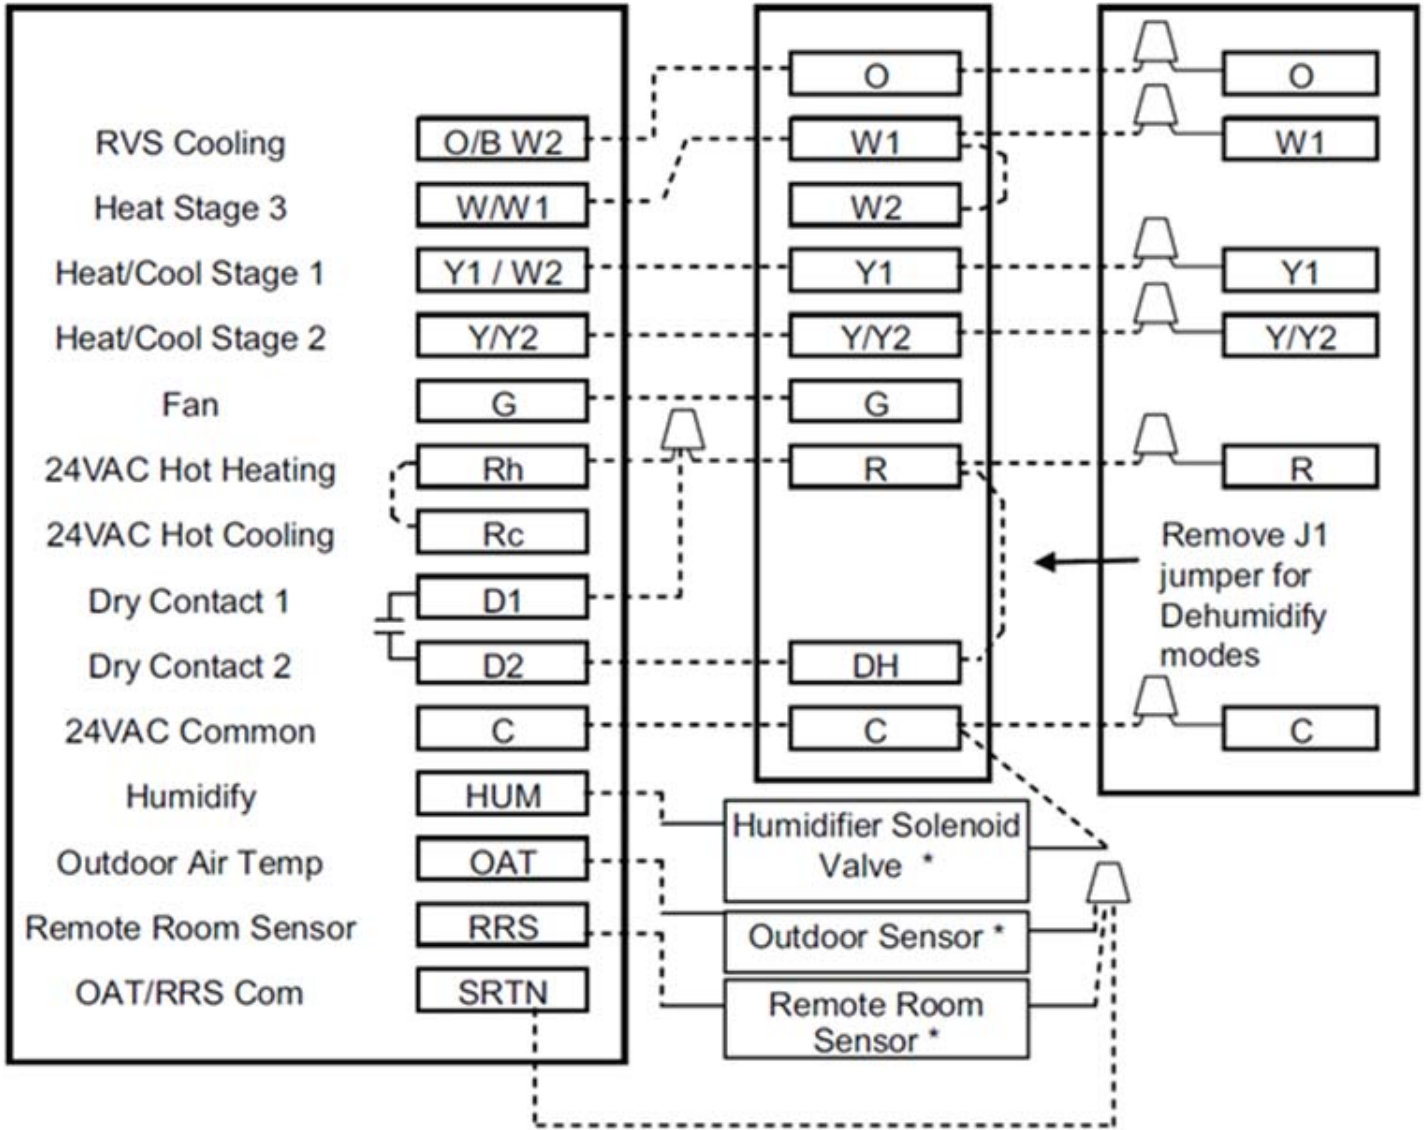 O
O
RVS Cooling
O/B W2
W1
W1
Heat Stage 3
W/W1
W2
Heat/Cool Stage 1
Y1 / W2
Y1
Y1
Heat/Cool Stage 2
Y/Y2
Y/Y2
Y/Y2
Fan
G
G
24VAC Hot Heating
Rh
R
R
24VAC Hot Cooling
Rc
Remove J1
jumper for
Dehumidify
modes
Dry Contact 1
D1
Dry Contact 2
D2
DH
24VAC Common
C
C
C
Humidify
HUM
Humidifier Solenoid
Valve *
Outdoor Air Temp
OAT
Remote Room Sensor
RRS
Outdoor Sensor *
OAT/RRS Com
SRTN
Remote Room
Sensor *